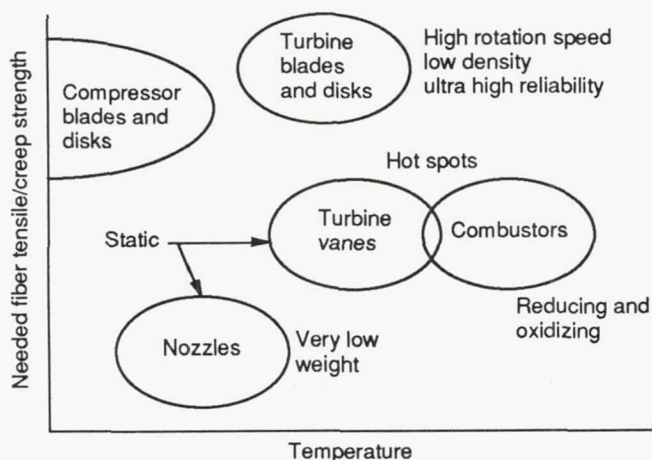 Needed fiber tensile/creep strength
Compressor
blades and
disks
Turbine
blades
and disks
High rotation speed
low density
ultra high reliability
Hot spots
Static
Turbine
vanes
Combustors
Nozzles
Very low
weight
Reducing and
oxidizing
Temperature